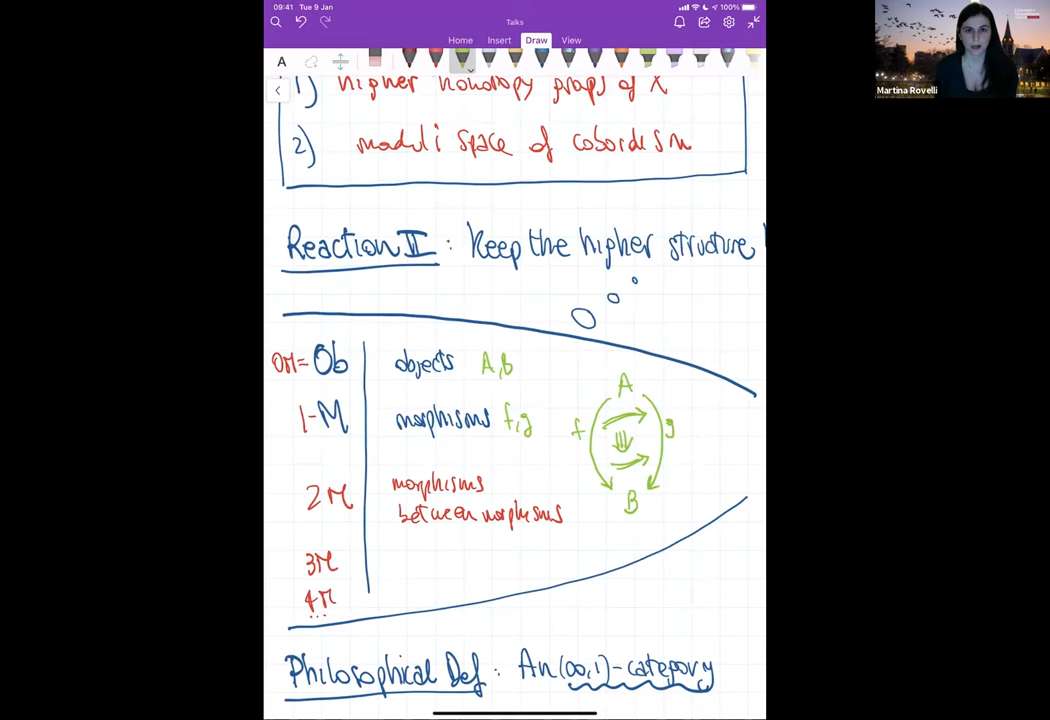 09:41 Tue 9 Jan
100%
Talks
Home Insert Draw View
A
1) higher homotopy props of X
2) moduli space of cobordism
Reaction II : Keep the higher structure
0M = Ob objects A, B
1-M morphisms f, g
2M morphisms
between morphisms
3M
4M
...
A
f g
B
Philosophical Def : An (∞,1)-category
Martina Rovelli